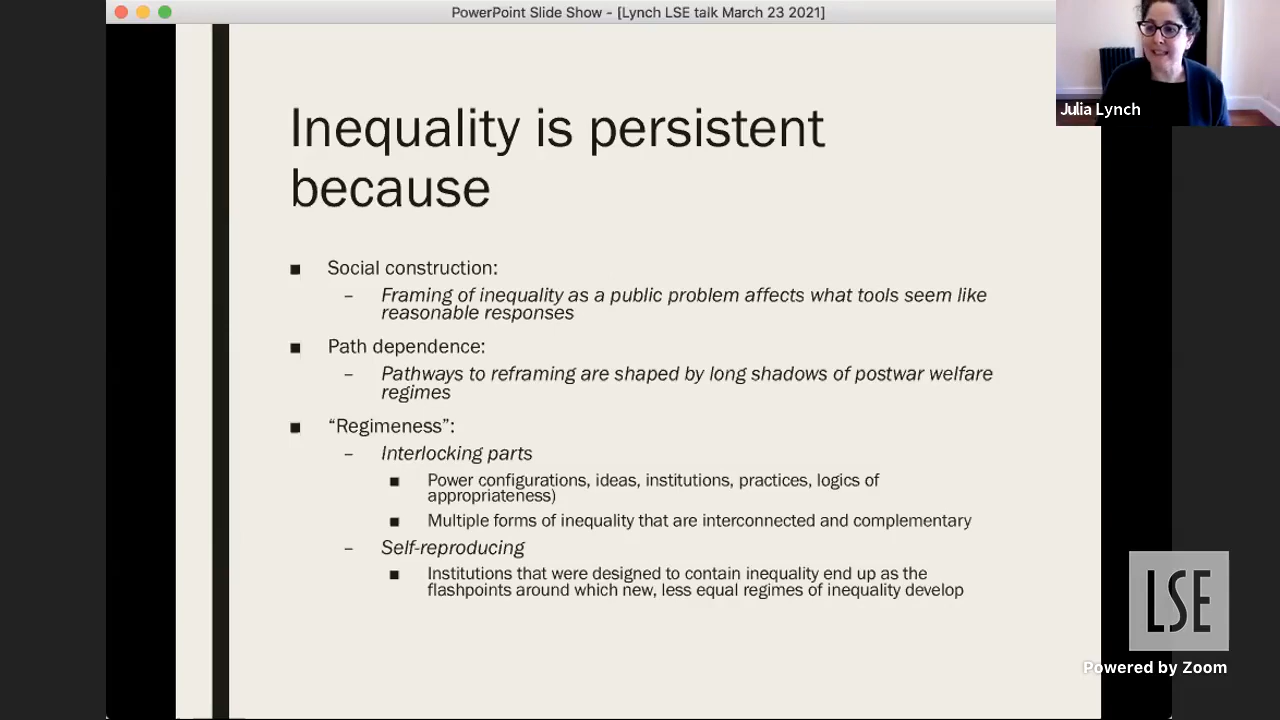 PowerPoint Slide Show - [Lynch LSE talk March 23 2021]
Julia Lynch
Inequality is persistent
because
■ Social construction:
– Framing of inequality as a public problem affects what tools seem like
reasonable responses
■ Path dependence:
– Pathways to reframing are shaped by long shadows of postwar welfare
regimes
■ “Regimeness”:
– Interlocking parts
■ Power configurations, ideas, institutions, practices, logics of
appropriateness)
■ Multiple forms of inequality that are interconnected and complementary
– Self-reproducing
■ Institutions that were designed to contain inequality end up as the
flashpoints around which new, less equal regimes of inequality develop
LSE
Powered by Zoom